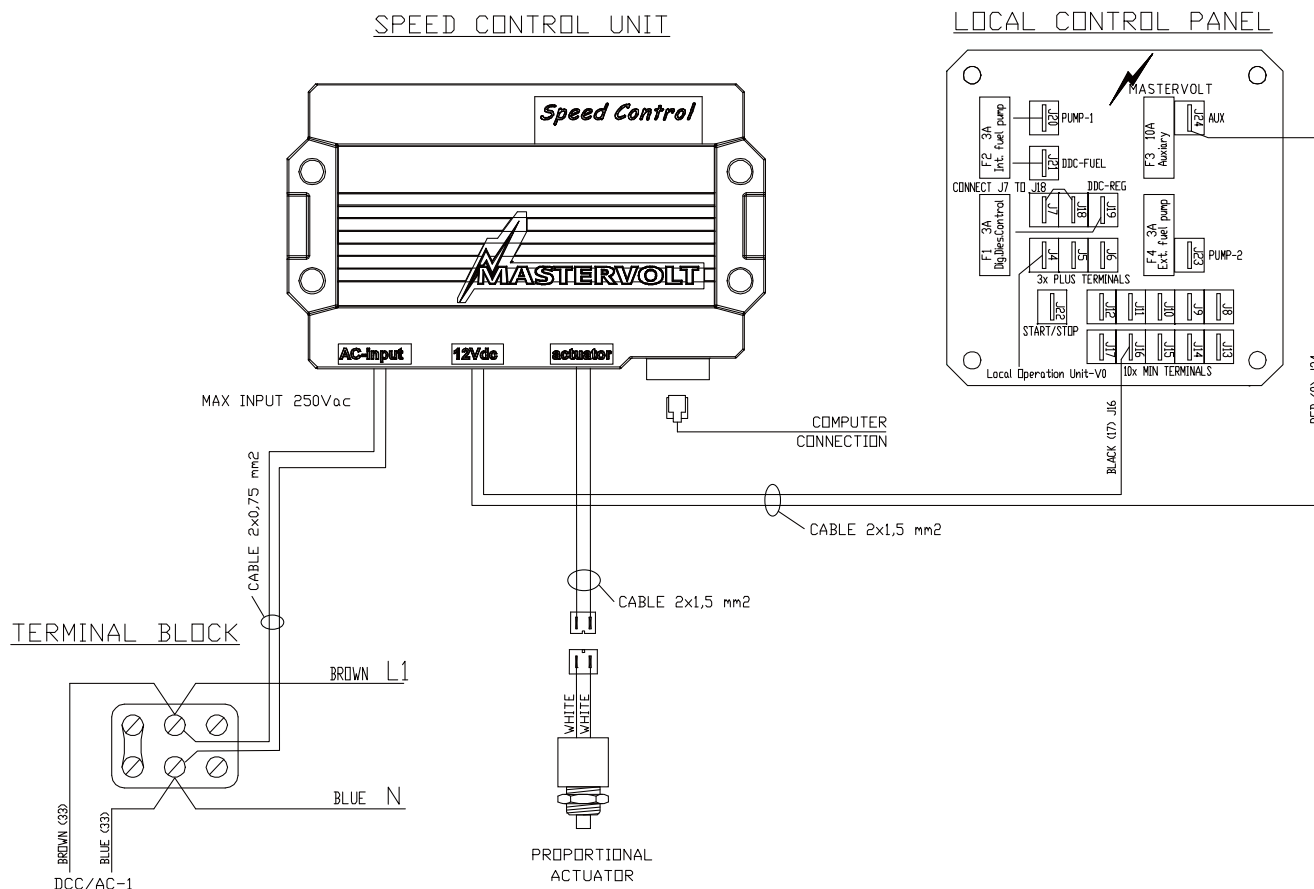 SPEED CONTROL UNIT
LOCAL CONTROL PANEL
Speed Control
MASTERVOLT
AC-input
12Vdc
actuator
MAX INPUT 250Vac
COMPUTER
CONNECTION
CABLE 2x0,75 mm2
CABLE 2x1,5 mm2
CABLE 2x1,5 mm2
TERMINAL BLOCK
BROWN L1
BLUE N
BROWN (33)
BLUE (33)
DCC/AC-1
WHITE
WHITE
PROPORTIONAL
ACTUATOR
MASTERVOLT
F2 3A
Int. fuel pump
J20
PUMP-1
J21
DDC-FUEL
F3 10A
Auxiary
J24
AUX
CONNECT J7 TO J18
DDC-REG
F1 3A
Dig.Dies.Control
J7
J18
J19
J4
J5
J6
3x PLUS TERMINALS
F4 3A
Ext. fuel pump
J23
PUMP-2
J22
START/STOP
J12
J11
J10
J9
J8
J17
J16
J15
J14
J13
Local Operation Unit-V0
10x MIN TERMINALS
BLACK (17) J16